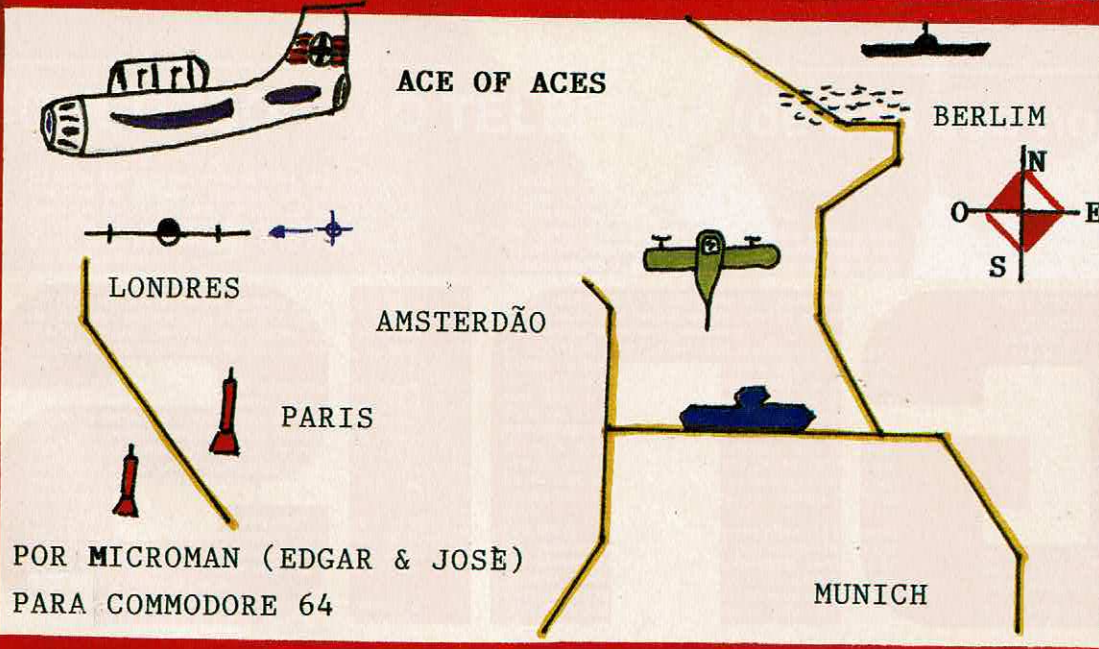 ACE OF ACES
BERLIM
N
O E
S
LONDRES
AMSTERDÃO
PARIS
POR MICROMAN (EDGAR & JOSÈ)
PARA COMMODORE 64
MUNICH